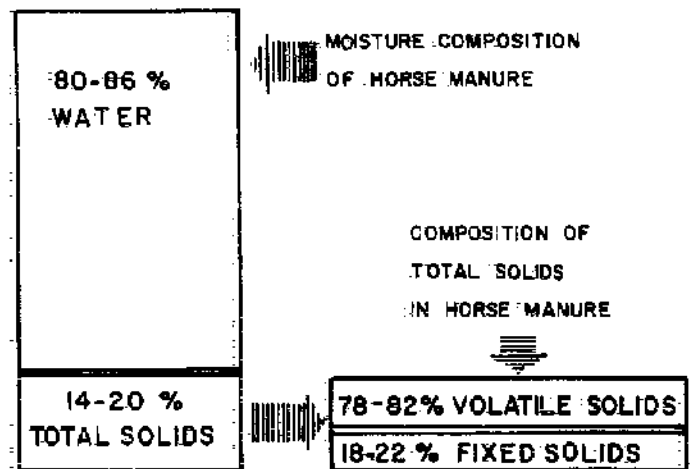 80-86 %
WATER
MOISTURE COMPOSITION
OF HORSE MANURE
COMPOSITION OF
TOTAL SOLIDS
IN HORSE MANURE
14-20 %
TOTAL SOLIDS
78-82% VOLATILE SOLIDS
18-22 % FIXED SOLIDS